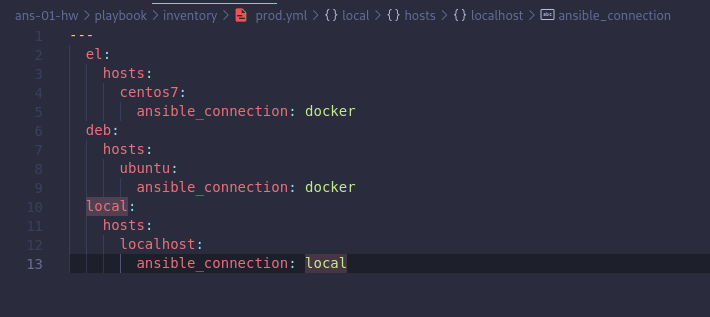 ans-01-hw > playbook > inventory > prod.yml > {} local > {} hosts > {} localhost > abc ansible_connection
1 ---
2   el:
3     hosts:
4       centos7:
5         ansible_connection: docker
6   deb:
7     hosts:
8       ubuntu:
9         ansible_connection: docker
10   local:
11     hosts:
12       localhost:
13         ansible_connection: local